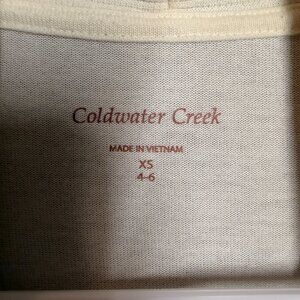 Coldwater Creek
MADE IN VIETNAM
XS
4-6